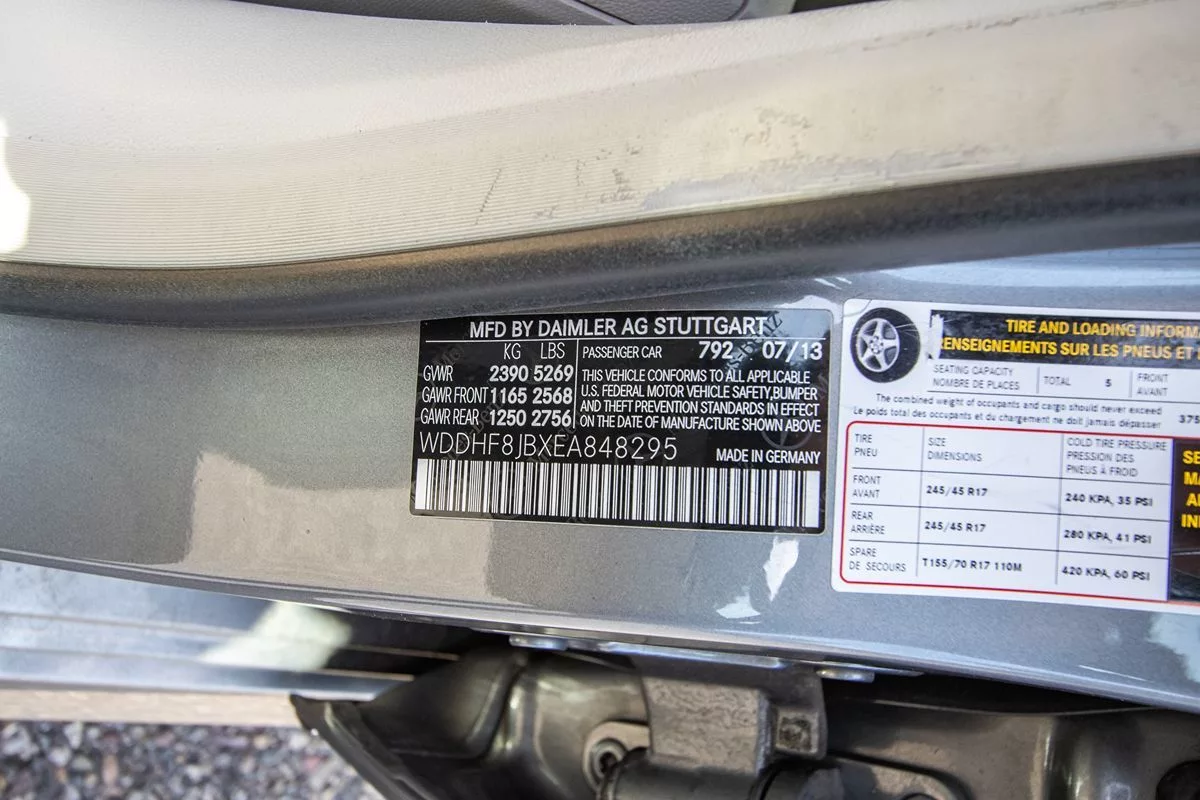 MFD BY DAIMLER AG STUTTGART
KG LBS
GVWR 2390 5269
GAWR FRONT 1165 2568
GAWR REAR 1250 2756
PASSENGER CAR 792 07/13
THIS VEHICLE CONFORMS TO ALL APPLICABLE
U.S. FEDERAL MOTOR VEHICLE SAFETY,BUMPER
AND THEFT PREVENTION STANDARDS IN EFFECT
ON THE DATE OF MANUFACTURE SHOWN ABOVE
WDDHF8JBXEA848295
MADE IN GERMANY
TIRE AND LOADING INFORM
RENSEIGNEMENTS SUR LES PNEUS ET
SEATING CAPACITY
NOMBRE DE PLACES
TOTAL 5
FRONT
AVANT
The combined weight of occupants and cargo should never exceed
Le poids total des occupants et du chargement ne doit jamais dépasser
375
TIRE
PNEU
SIZE
DIMENSIONS
COLD TIRE PRESSURE
PRESSION DES
PNEUS À FROID
FRONT
AVANT
245/45 R17
240 KPA, 35 PSI
REAR
ARRIÈRE
245/45 R17
280 KPA, 41 PSI
SPARE
DE SECOURS
T155/70 R17 110M
420 KPA, 60 PSI
SE
MA
IN